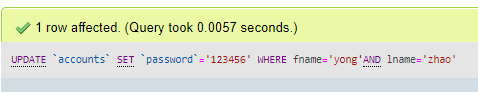 1 row affected. (Query took 0.0057 seconds.)
UPDATE `accounts` SET `password`='123456' WHERE fname='yong'AND lname='zhao'